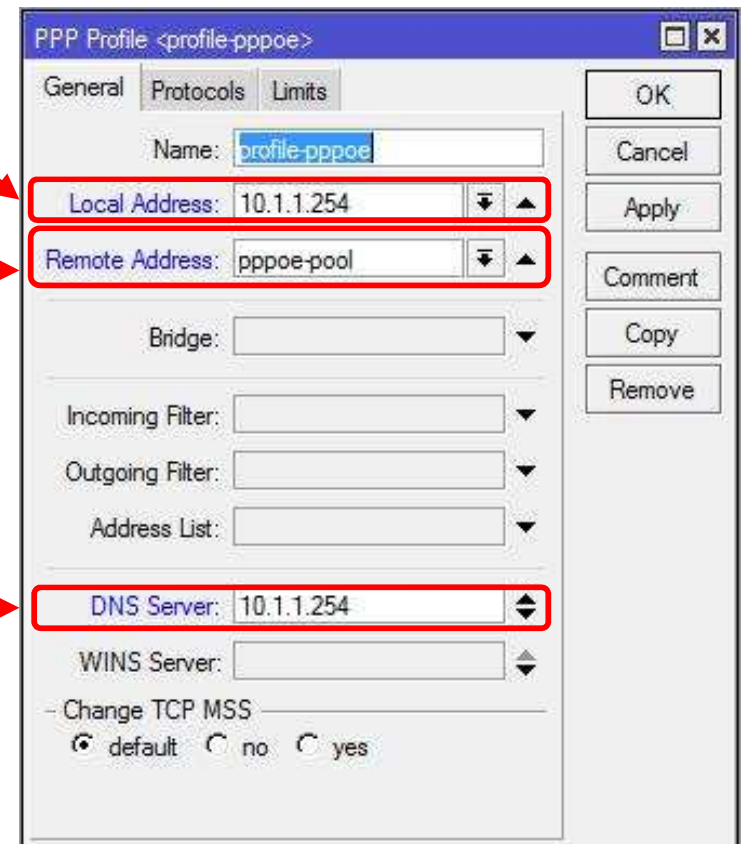 PPP Profile <profile-pppoe>
General Protocols Limits
OK
Name: profile-pppoe
Cancel
Local Address: 10.1.1.254
Apply
Remote Address: pppoe-pool
Comment
Bridge:
Copy
Remove
Incoming Filter:
Outgoing Filter:
Address List:
DNS Server: 10.1.1.254
WINS Server:
Change TCP MSS
default no yes